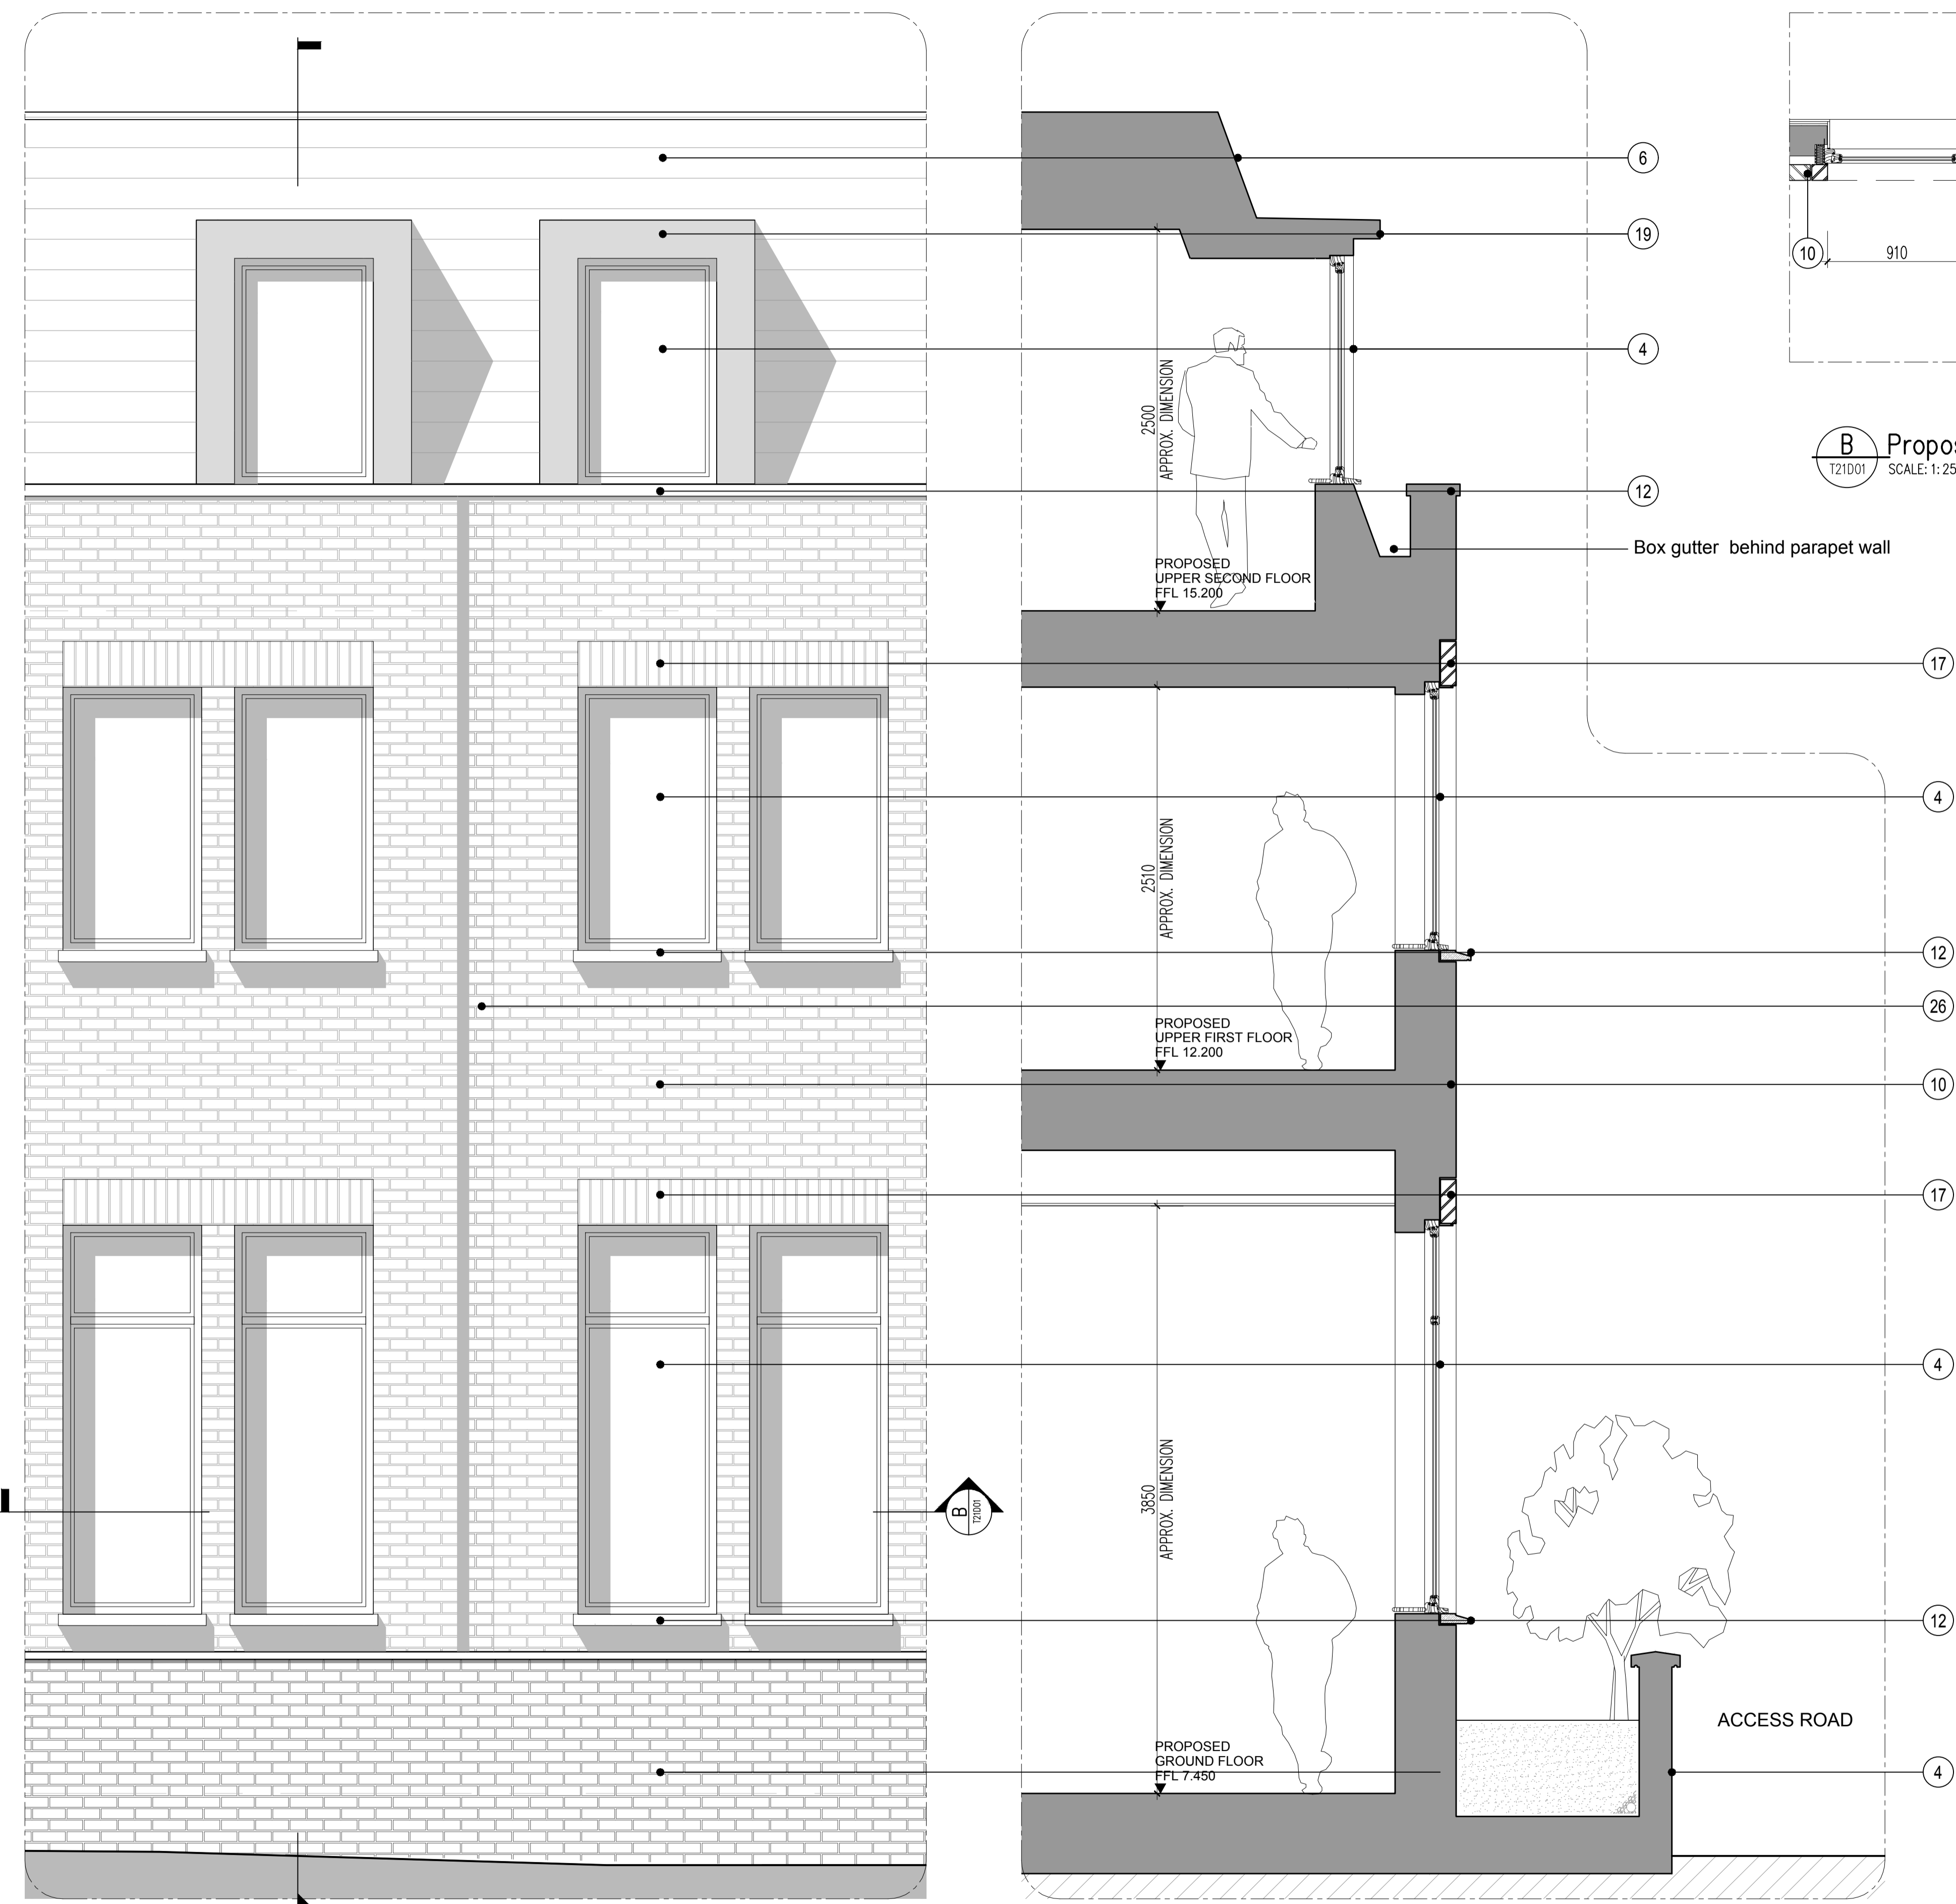 6
19
10
910
4
2500
APPROX. DIMENSION
B
T21D01
Propos
SCALE: 1:25
12
Box gutter behind parapet wall
PROPOSED
UPPER SECOND FLOOR
FFL 15.200
17
4
2510
APPROX. DIMENSION
12
26
PROPOSED
UPPER FIRST FLOOR
FFL 12.200
10
17
4
3850
APPROX. DIMENSION
B
T21D01
12
ACCESS ROAD
PROPOSED
GROUND FLOOR
FFL 7.450
4